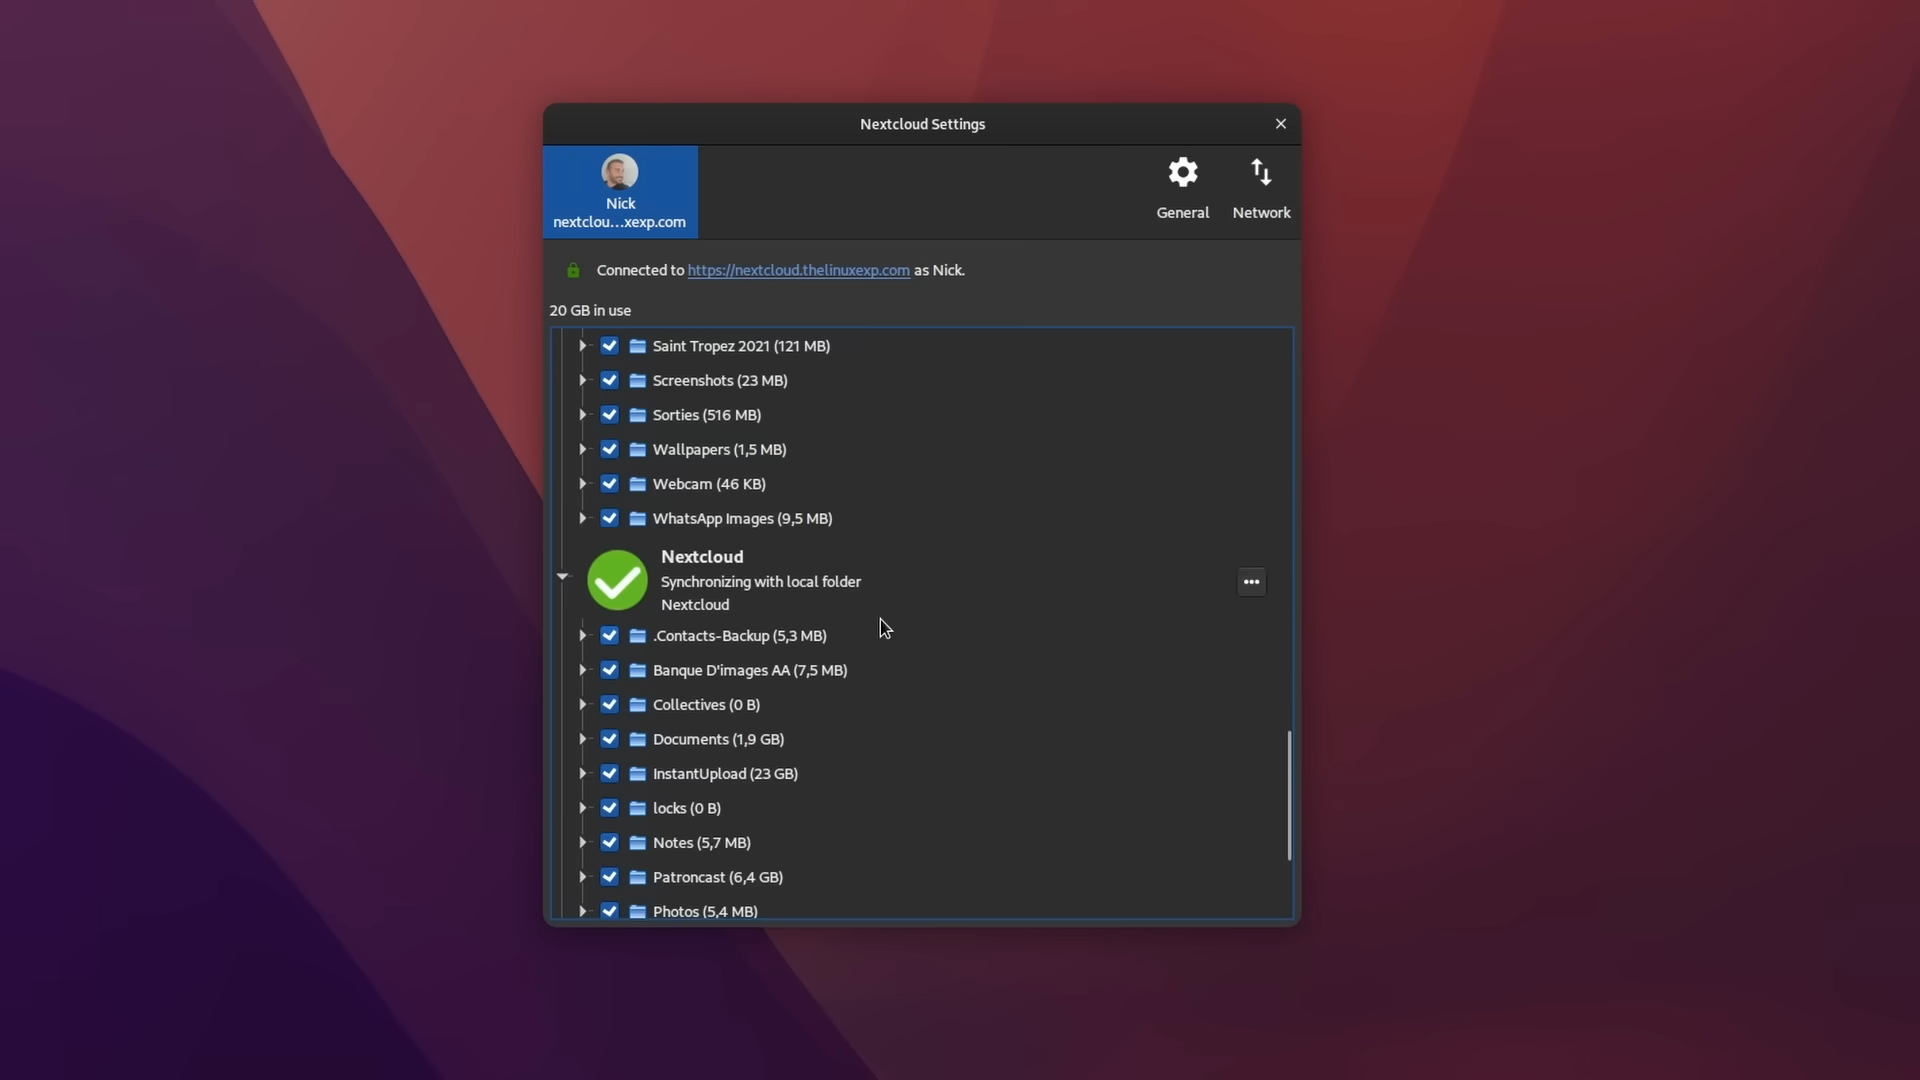 Nextcloud Settings
Nick
nextclou...xexp.com
General
Network
Connected to https://nextcloud.thelinuxexp.com as Nick.
20 GB in use
Saint Tropez 2021 (121 MB)
Screenshots (23 MB)
Sorties (516 MB)
Wallpapers (1,5 MB)
Webcam (46 KB)
WhatsApp Images (9,5 MB)
Nextcloud
Synchronizing with local folder
Nextcloud
.Contacts-Backup (5,3 MB)
Banque D'images AA (7,5 MB)
Collectives (0 B)
Documents (1,9 GB)
InstantUpload (23 GB)
locks (0 B)
Notes (5,7 MB)
Patroncast (6,4 GB)
Photos (5,4 MB)